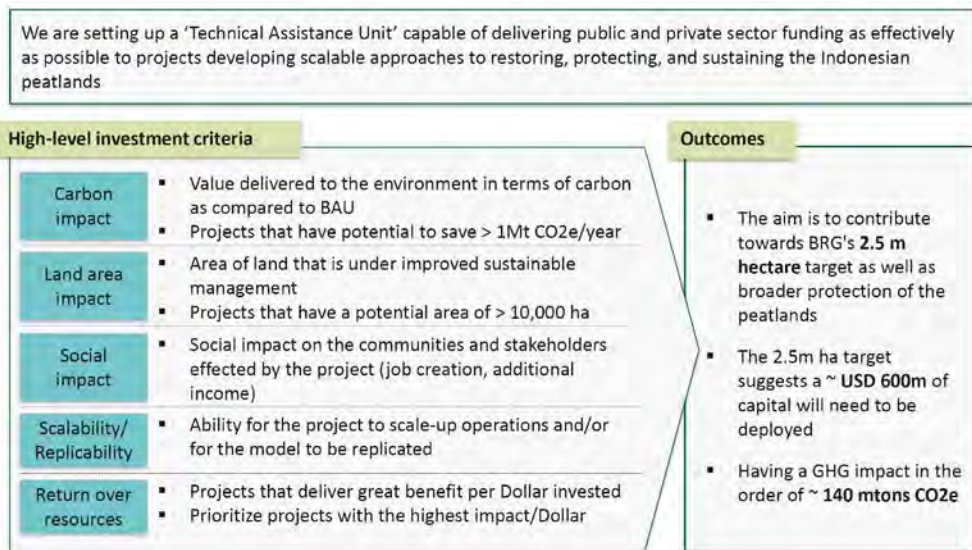 We are setting up a 'Technical Assistance Unit' capable of delivering public and private sector funding as effectively
as possible to projects developing scalable approaches to restoring, protecting, and sustaining the Indonesian
peatlands
High-level investment criteria
Carbon
impact
▪ Value delivered to the environment in terms of carbon
as compared to BAU
▪ Projects that have potential to save > 1Mt CO2e/year
Land area
impact
▪ Area of land that is under improved sustainable
management
▪ Projects that have a potential area of > 10,000 ha
Social
impact
▪ Social impact on the communities and stakeholders
effected by the project (job creation, additional
income)
Scalability/
Replicability
▪ Ability for the project to scale-up operations and/or
for the model to be replicated
Return over
resources
▪ Projects that deliver great benefit per Dollar invested
▪ Prioritize projects with the highest impact/Dollar
Outcomes
▪ The aim is to contribute
towards BRG's 2.5 m
hectare target as well as
broader protection of the
peatlands
▪ The 2.5m ha target
suggests a ~ USD 600m of
capital will need to be
deployed
▪ Having a GHG impact in the
order of ~ 140 mtons CO2e